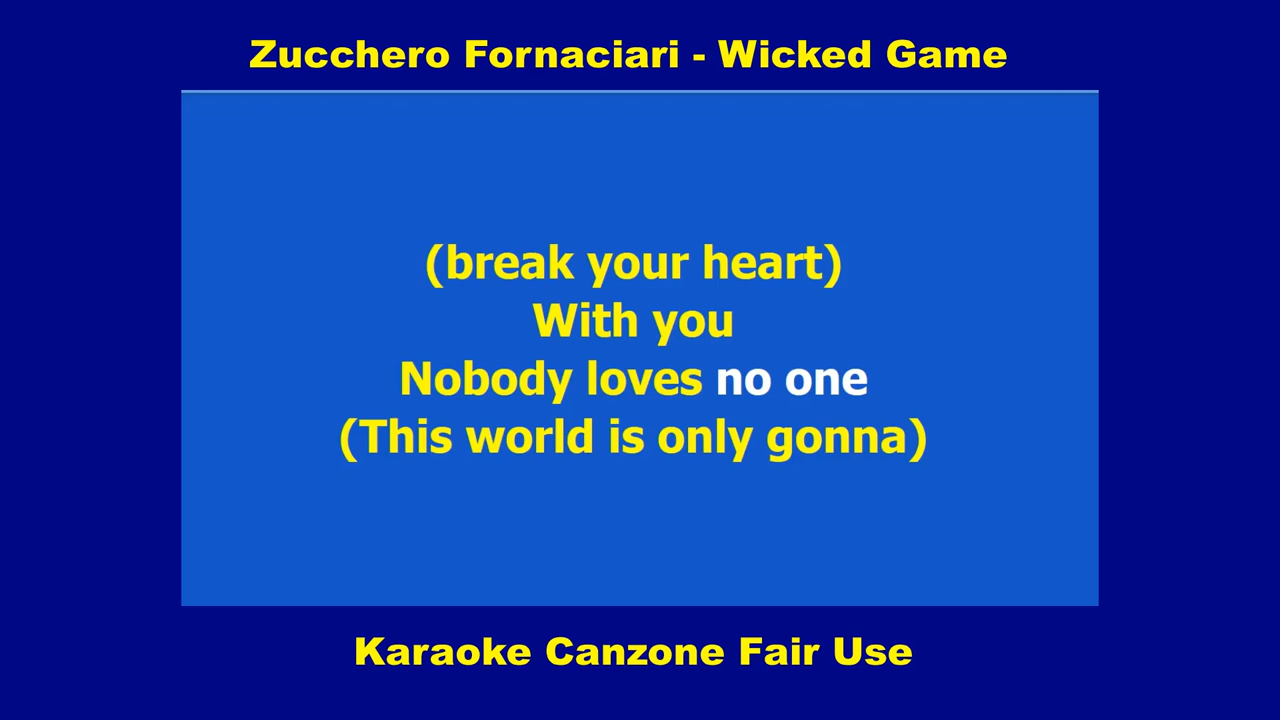 Zucchero Fornaciari - Wicked Game
(break your heart)
With you
Nobody loves no one
(This world is only gonna)
Karaoke Canzone Fair Use